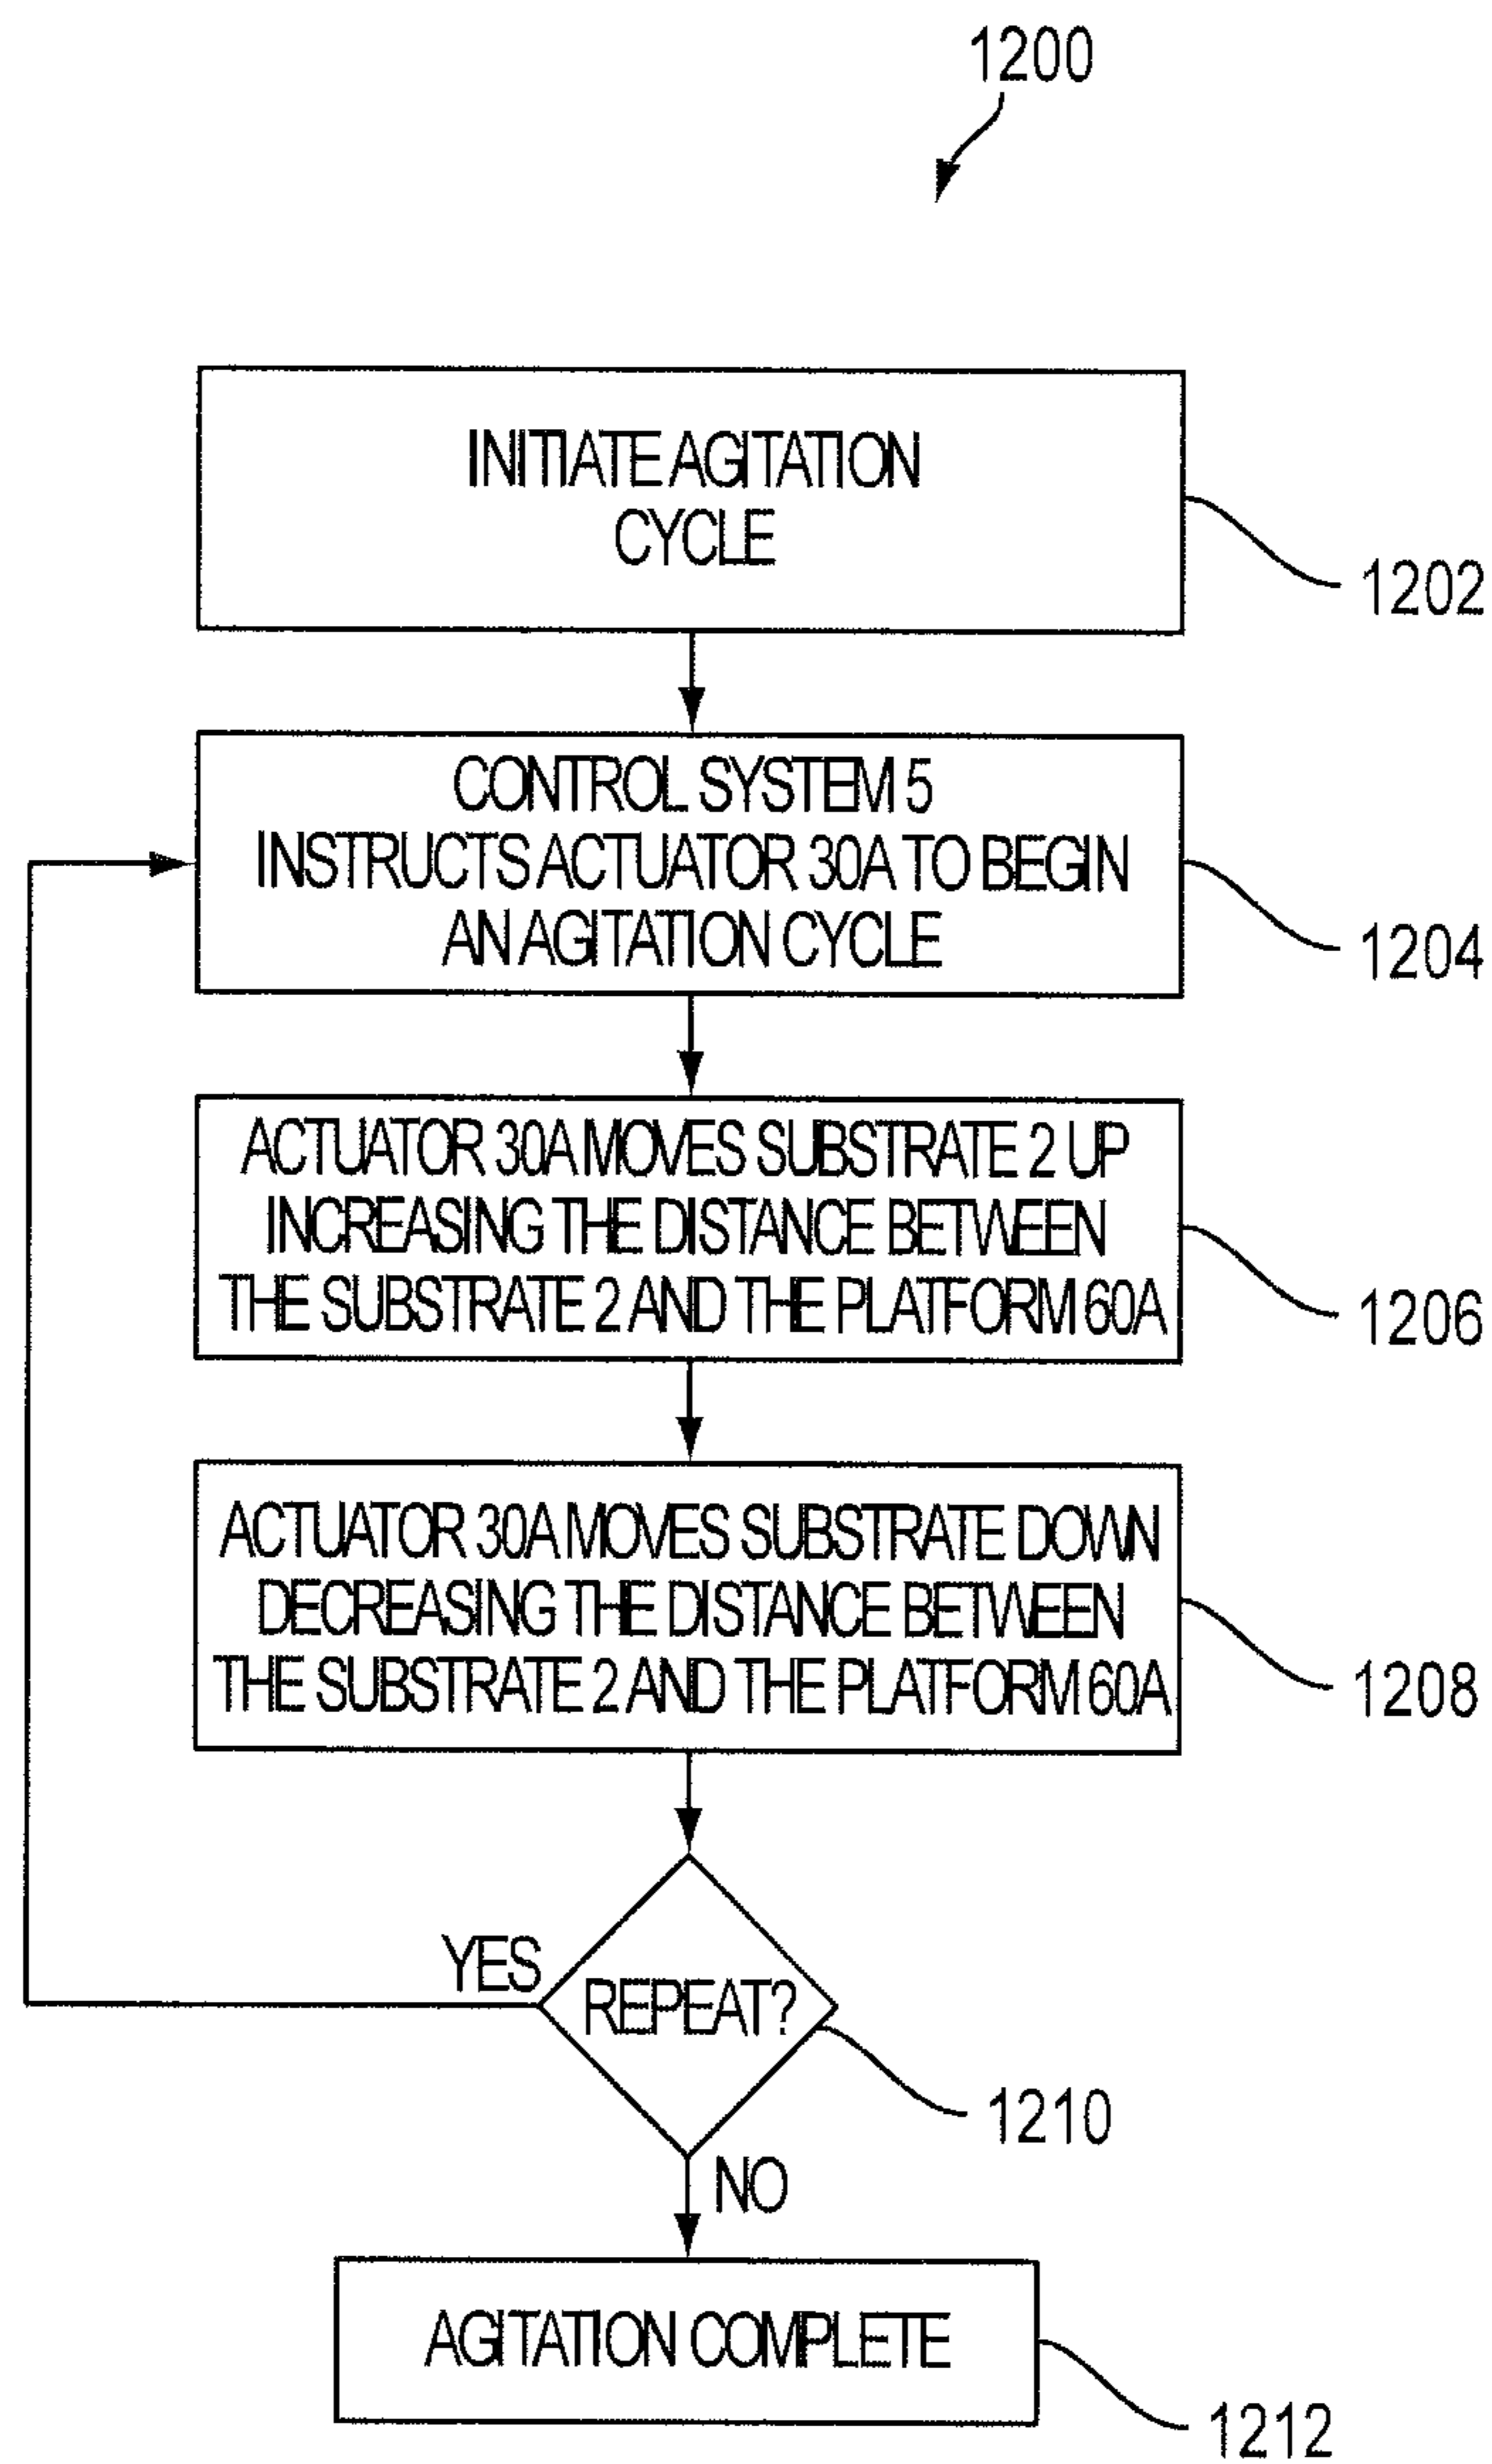 1200
INITIATE AGITATION
CYCLE
1202
CONTROL SYSTEM 5
INSTRUCTS ACTUATOR 30A TO BEGIN
AN AGITATION CYCLE
1204
ACTUATOR 30A MOVES SUBSTRATE 2 UP
INCREASING THE DISTANCE BETWEEN
THE SUBSTRATE 2 AND THE PLATFORM 60A
1206
ACTUATOR 30A MOVES SUBSTRATE DOWN
DECREASING THE DISTANCE BETWEEN
THE SUBSTRATE 2 AND THE PLATFORM 60A
1208
YES
REPEAT?
1210
NO
AGITATION COMPLETE
1212